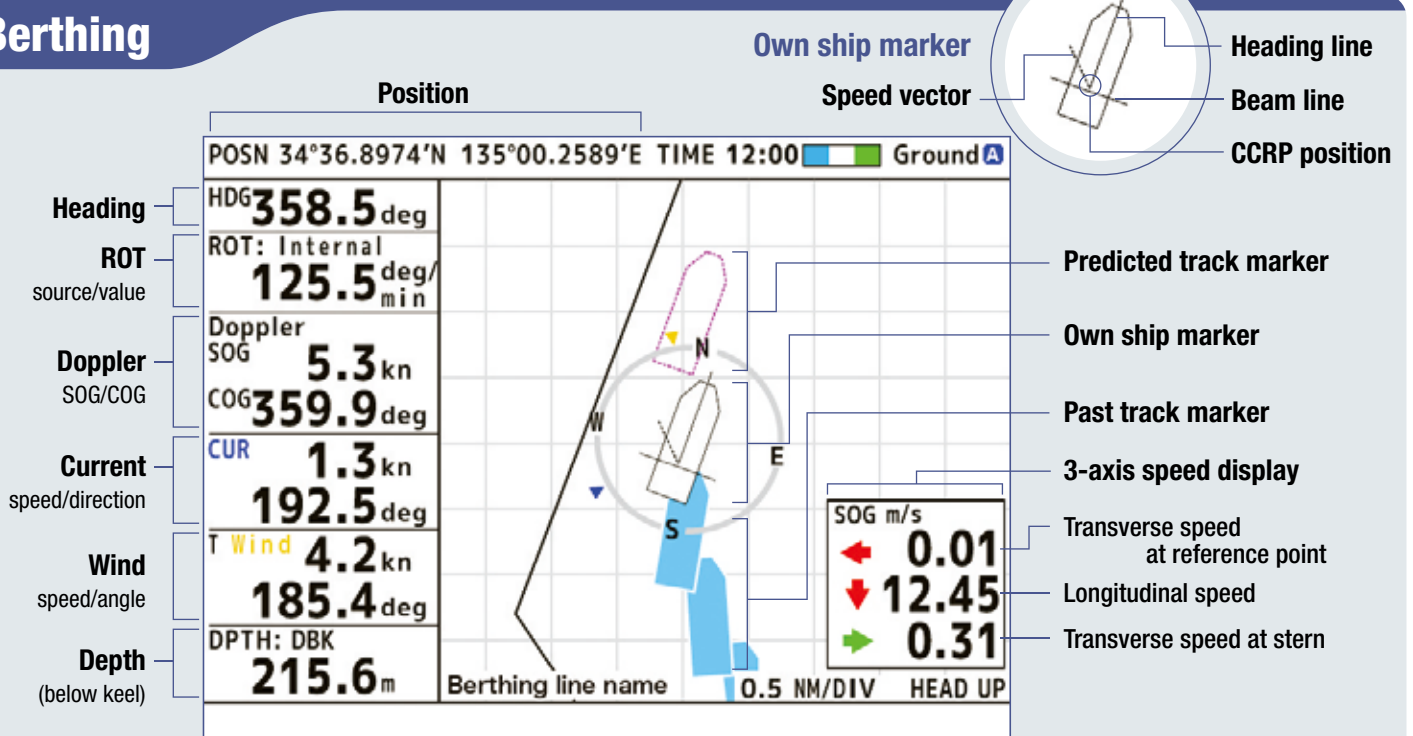 Berthing
Own ship marker
Heading line
Speed vector
Beam line
CCRP position
Position
POSN 34°36.8974'N 135°00.2589'E TIME 12:00 Ground A
Heading
HDG 358.5 deg
ROT
source/value
ROT: Internal
125.5 deg/min
Doppler
SOG/COG
Doppler
SOG 5.3 kn
COG 359.9 deg
Current
speed/direction
CUR 1.3 kn
192.5 deg
Wind
speed/angle
T Wind 4.2 kn
185.4 deg
Depth
(below keel)
DPTH: DBK
215.6 m
N
W
E
S
Berthing line name
0.5 NM/DIV HEAD UP
SOG m/s
0.01
12.45
0.31
Predicted track marker
Own ship marker
Past track marker
3-axis speed display
Transverse speed
at reference point
Longitudinal speed
Transverse speed at stern